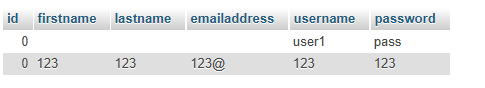 id firstname lastname emailaddress username password
0 user1 pass
0 123 123 123@ 123 123